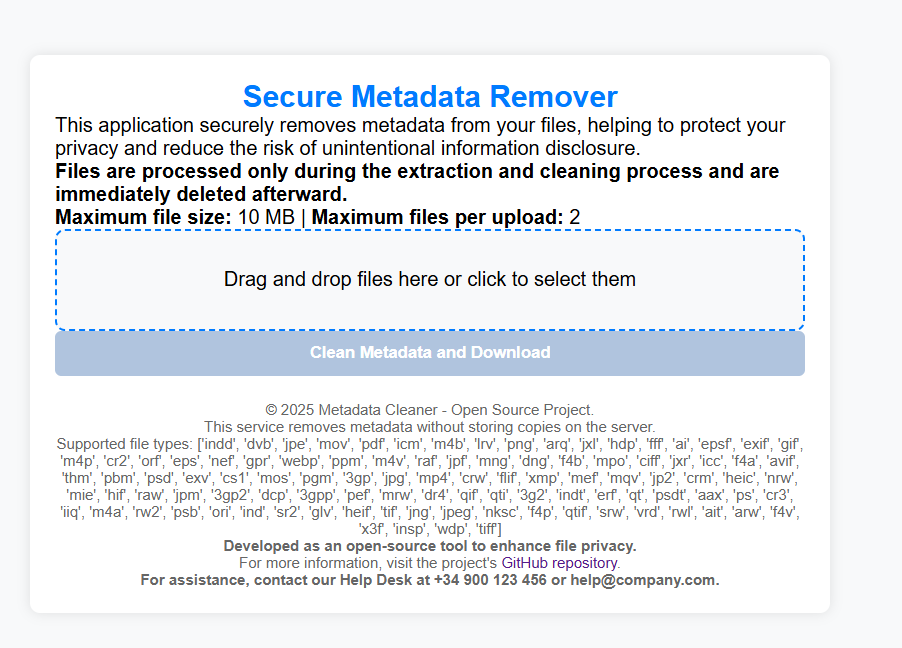 Secure Metadata Remover
This application securely removes metadata from your files, helping to protect your
privacy and reduce the risk of unintentional information disclosure.
Files are processed only during the extraction and cleaning process and are
immediately deleted afterward.
Maximum file size: 10 MB | Maximum files per upload: 2
Drag and drop files here or click to select them
Clean Metadata and Download
© 2025 Metadata Cleaner - Open Source Project.
This service removes metadata without storing copies on the server.
Supported file types: ['indd', 'dvb', 'jpe', 'mov', 'pdf', 'icm', 'm4b', 'lrv', 'png', 'arq', 'jxl', 'hdp', 'fff', 'ai', 'epsf', 'exif', 'gif',
'm4p', 'cr2', 'orf', 'eps', 'nef', 'gpr', 'webp', 'ppm', 'm4v', 'raf', 'jpf', 'mng', 'dng', 'f4b', 'mpo', 'ciff', 'jxr', 'icc', 'f4a', 'avif',
'thm', 'pbm', 'psd', 'exv', 'cs1', 'mos', 'pgm', '3gp', 'jpg', 'mp4', 'crw', 'flif', 'xmp', 'mef', 'mqv', 'jp2', 'crm', 'heic', 'nrw',
'mie', 'hif', 'raw', 'jpm', '3gp2', 'dcp', '3gpp', 'pef', 'mrw', 'dr4', 'qif', 'qti', '3g2', 'indt', 'erf', 'qt', 'psdt', 'aax', 'ps', 'cr3',
'iiq', 'm4a', 'rw2', 'psb', 'ori', 'ind', 'sr2', 'glv', 'heif', 'tif', 'jng', 'jpeg', 'nksc', 'f4p', 'qtif', 'srw', 'vrd', 'rwl', 'ait', 'arw', 'f4v',
'x3f', 'insp', 'wdp', 'tiff']
Developed as an open-source tool to enhance file privacy.
For more information, visit the project's GitHub repository.
For assistance, contact our Help Desk at +34 900 123 456 or help@company.com.